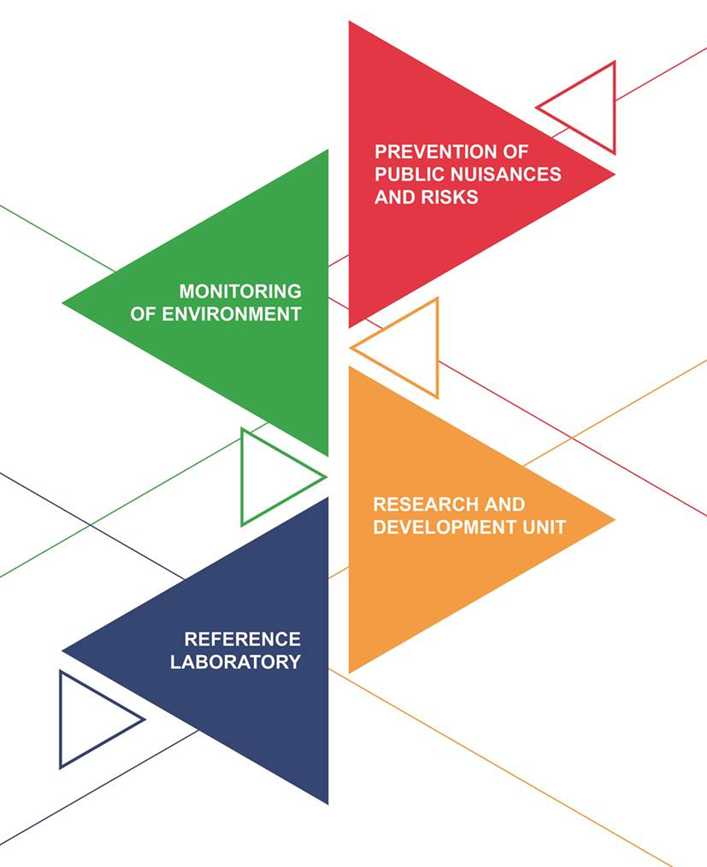 PREVENTION OF
PUBLIC NUISANCES
AND RISKS
MONITORING
OF ENVIRONMENT
RESEARCH AND
DEVELOPMENT UNIT
REFERENCE
LABORATORY